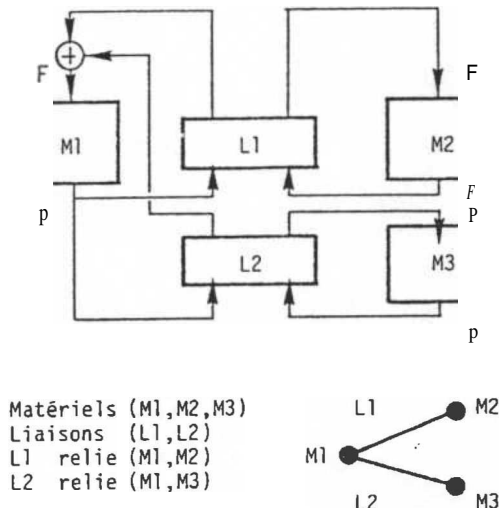 F
F
M1
L1
M2
p
F
P
L2
M3
p
Matériels (M1,M2,M3)
Liaisons (L1,L2)
L1 relie (M1,M2)
L2 relie (M1,M3)
L1
M2
M1
L2
M3